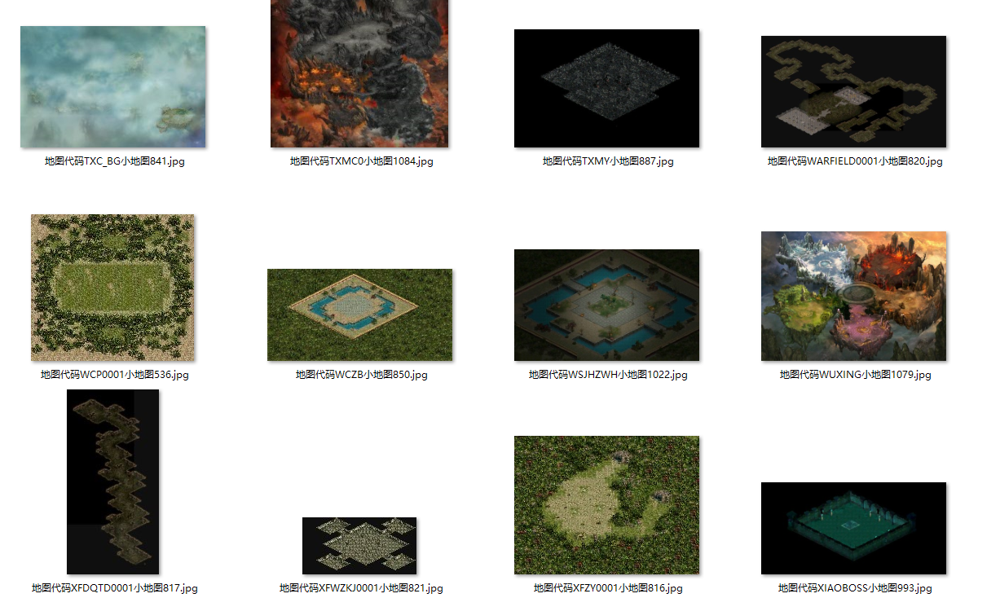 地图代码TXC_BG小地图841.jpg
地图代码TXMC0小地图1084.jpg
地图代码TXMY小地图887.jpg
地图代码WARFIELD0001小地图820.jpg
地图代码WCP0001小地图536.jpg
地图代码WCZB小地图850.jpg
地图代码WSJHZWH小地图1022.jpg
地图代码WUXING小地图1079.jpg
地图代码XFDQTD0001小地图817.jpg
地图代码XFWZKJ0001小地图821.jpg
地图代码XFZY0001小地图816.jpg
地图代码XIAOBOSS小地图993.jpg